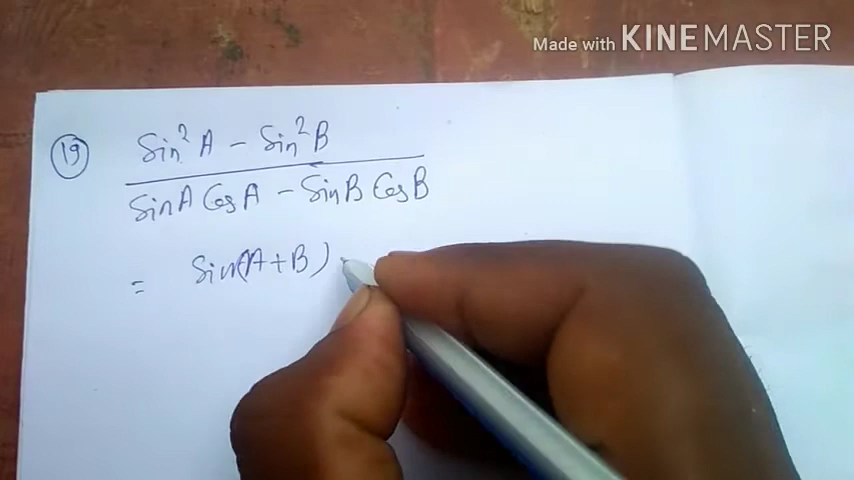 Made with KINEMASTER
19 Sin²A - Sin²B
SinA CosA - SinB CosB
= Sin(A+B)